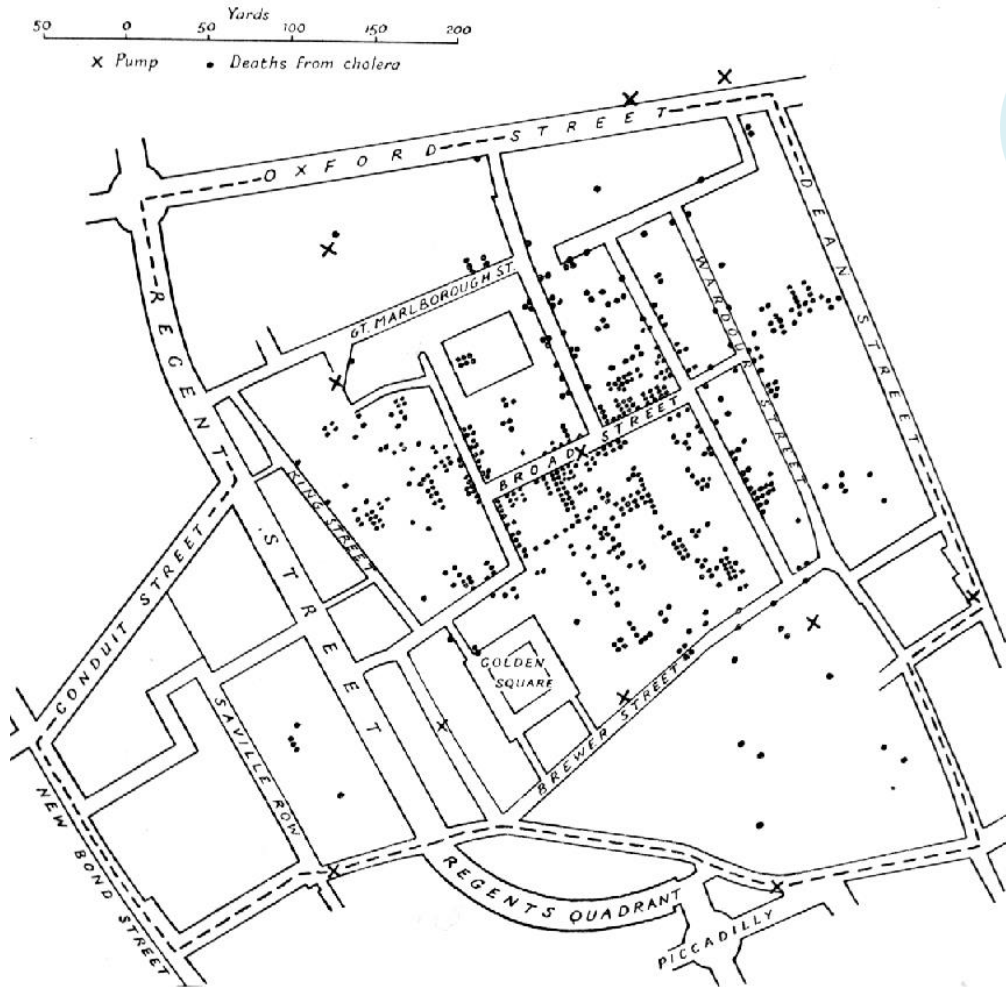 Yards
50 0 50 100 150 200
x Pump • Deaths from cholera
OXFORD STREET
DEAN STREET
REGENT STREET
GT. MARLBOROUGH ST.
WARDOUR STREET
BROAD STREET
KING STREET
CONDUIT STREET
GOLDEN
SQUARE
SAVILLE ROW
BREWER STREET
NEW BOND STREET
REGENTS QUADRANT
PICCADILLY